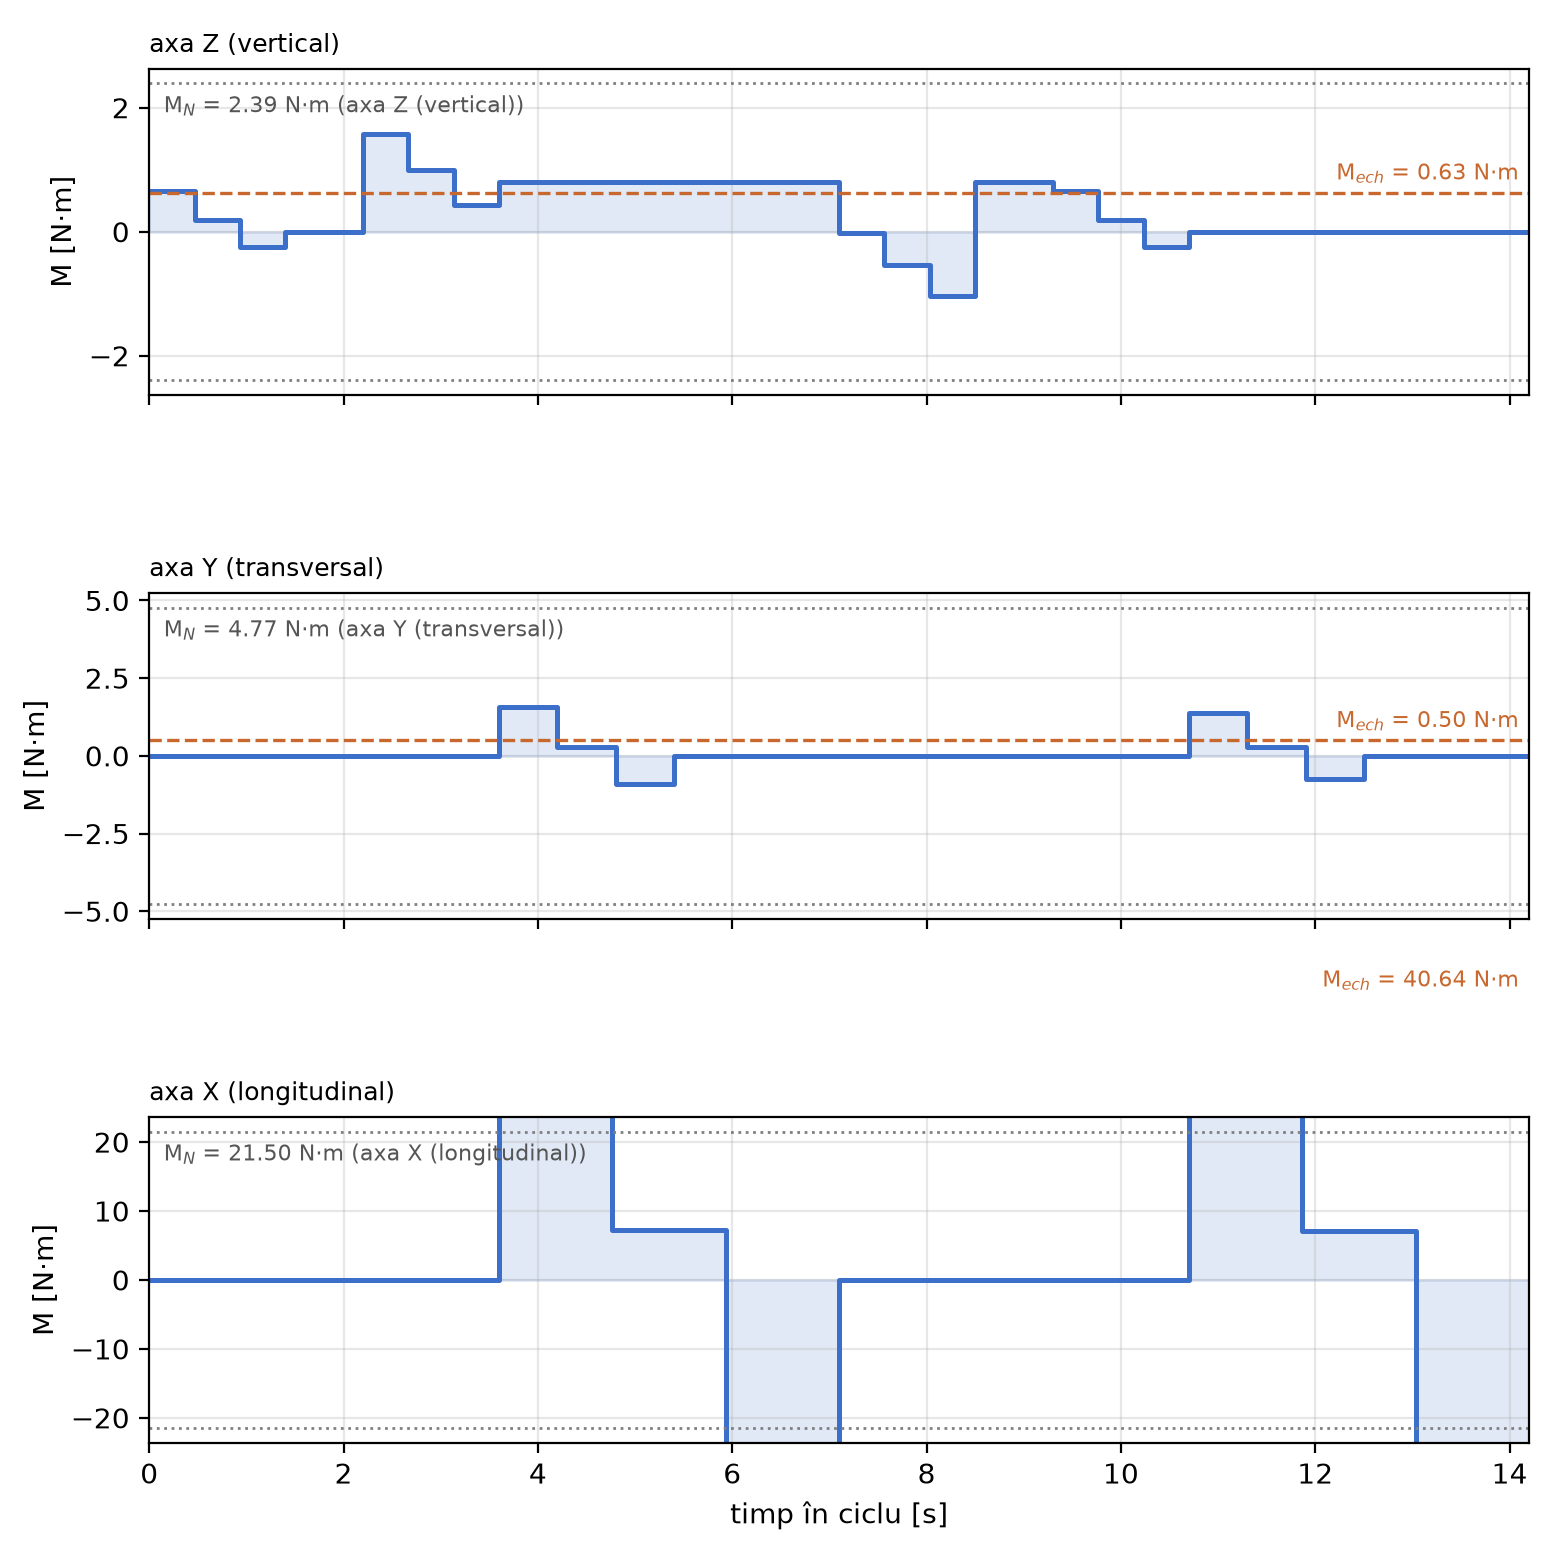 axa Z (vertical)
M_N = 2.39 N·m (axa Z (vertical))
M_ech = 0.63 N·m
M [N·m]
2
0
−2
axa Y (transversal)
M_N = 4.77 N·m (axa Y (transversal))
M_ech = 0.50 N·m
M [N·m]
5.0
2.5
0.0
−2.5
−5.0
M_ech = 40.64 N·m
axa X (longitudinal)
M_N = 21.50 N·m (axa X (longitudinal))
M [N·m]
20
10
0
−10
−20
0 2 4 6 8 10 12 14
timp în ciclu [s]